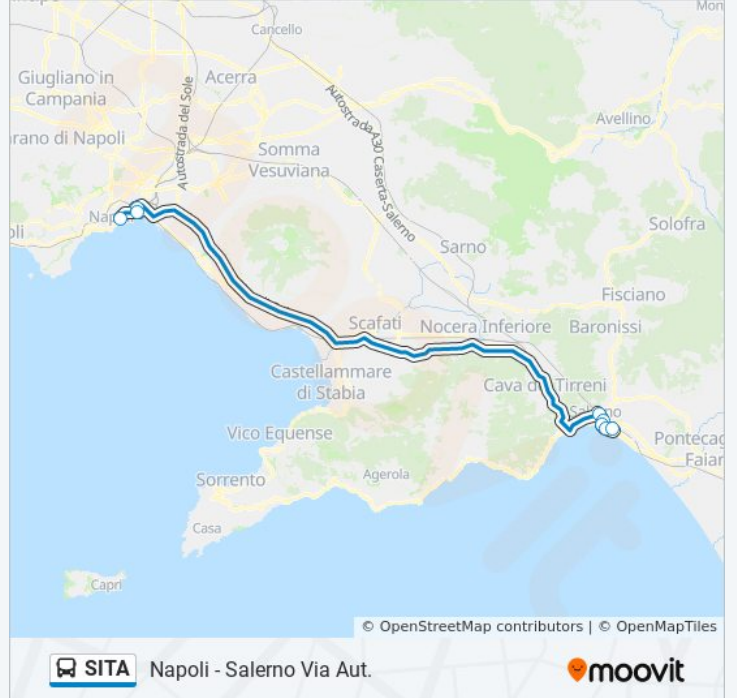 Mon
Cancello
Giugliano in
Campania
Acerra
Autostrada del Sole
Autostrada A30 Caserta-Salerno
Avellino
rano di Napoli
Somma
Vesuviana
Nap
oli
Solofra
Sarno
Fisciano
Scafati
Nocera Inferiore
Baronissi
Castellammare
di Stabia
Cava de Tirreni
Salerno
Vico Equense
Pontecag
Faian
Sorrento
Agerola
Casa
Capri
© OpenStreetMap contributors | © OpenMapTiles
SITA Napoli - Salerno Via Aut.
moovit